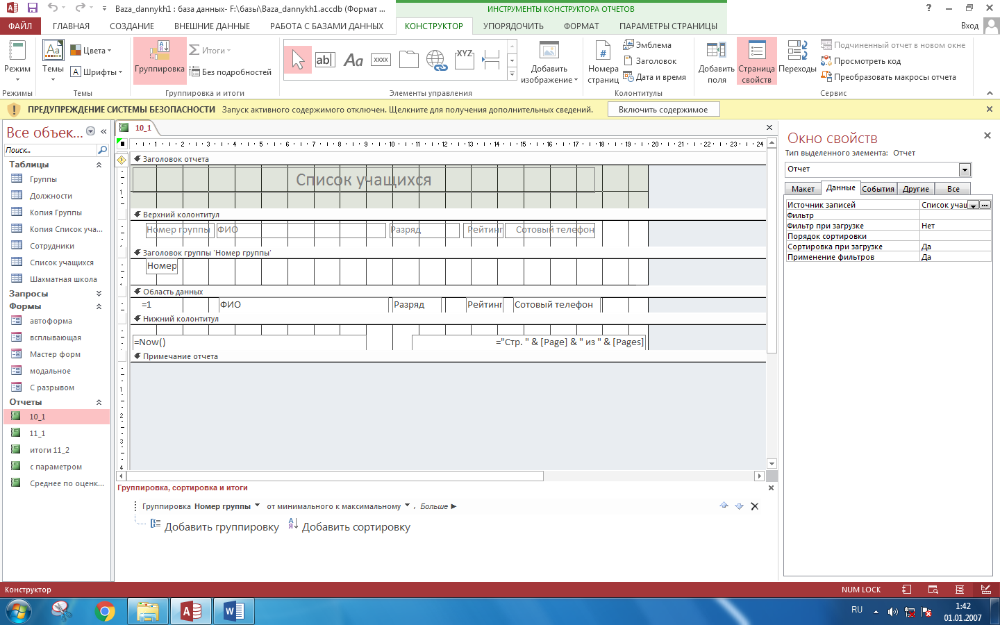 Baza_dannykh1 : база данных- F:\базы\Baza_dannykh1.accdb (Формат ...
ИНСТРУМЕНТЫ КОНСТРУКТОРА ОТЧЕТОВ
ФАЙЛ ГЛАВНАЯ СОЗДАНИЕ ВНЕШНИЕ ДАННЫЕ РАБОТА С БАЗАМИ ДАННЫХ КОНСТРУКТОР УПОРЯДОЧИТЬ ФОРМАТ ПАРАМЕТРЫ СТРАНИЦЫ Вход
Режим
Режимы
Aa
Темы
Цвета
Шрифты
Темы
Группировка
Итоги
Без подробностей
Группировка и итоги
ab Aa xxxx XYZ
Элементы управления
Добавить изображение
Номера страниц
Эмблема
Заголовок
Дата и время
Колонтитулы
Добавить поля
Страница свойств
Переходы
Подчиненный отчет в новом окне
Просмотреть код
Преобразовать макросы отчета
Сервис
ПРЕДУПРЕЖДЕНИЕ СИСТЕМЫ БЕЗОПАСНОСТИ Запуск активного содержимого отключен. Щелкните для получения дополнительных сведений. Включить содержимое
Все объек...
Поиск...
Таблицы
Группы
Должности
Копия Группы
Копия Список уча...
Сотрудники
Список учащихся
Шахматная школа
Запросы
Формы
автоформа
всплывающая
Мастер форм
модальное
С разрывом
Отчеты
10_1
11_1
итоги 11_2
с параметром
Среднее по оценк...
10_1
1 2 3 4 5 6 7 8 9 10 11 12 13 14 15 16 17 18 19 20 21 22 23 24
Заголовок отчета
1
Список учащихся
Верхний колонтитул
Номер группы ФИО Разряд Рейтинг Сотовый телефон
Заголовок группы 'Номер группы'
Номер
Область данных
=1 ФИО Разряд Рейтинг Сотовый телефон
Нижний колонтитул
=Now() ="Стр. " & [Page] & " из " & [Pages]
Примечание отчета
1
2
3
4
Группировка, сортировка и итоги
Группировка Номер группы от минимального к максимальному , Больше
Добавить группировку Добавить сортировку
Окно свойств
Тип выделенного элемента: Отчет
Отчет
Макет Данные События Другие Все
Источник записей Список учащ
Фильтр
Фильтр при загрузке Нет
Порядок сортировки
Сортировка при загрузке Да
Применение фильтров Да
Конструктор NUM LOCK
RU 1:42
01.01.2007